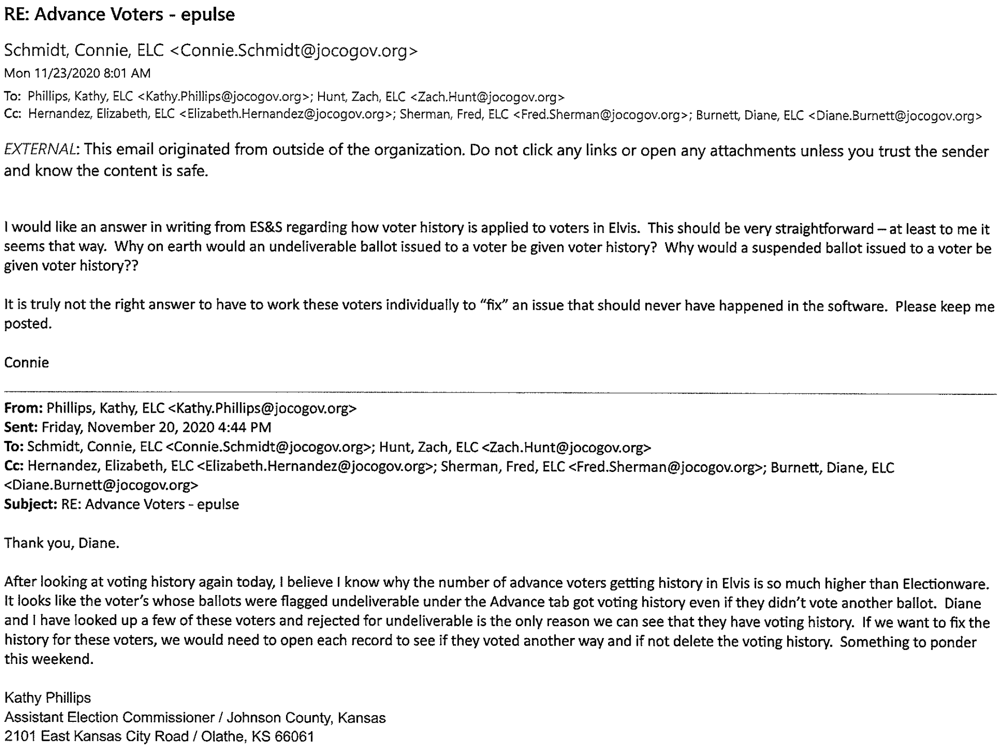 RE: Advance Voters - epulse
Schmidt, Connie, ELC <Connie.Schmidt@jocogov.org>
Mon 11/23/2020 8:01 AM
To: Phillips, Kathy, ELC <Kathy.Phillips@jocogov.org>; Hunt, Zach, ELC <Zach.Hunt@jocogov.org>
Cc: Hernandez, Elizabeth, ELC <Elizabeth.Hernandez@jocogov.org>; Sherman, Fred, ELC <Fred.Sherman@jocogov.org>; Burnett, Diane, ELC <Diane.Burnett@jocogov.org>
EXTERNAL: This email originated from outside of the organization. Do not click any links or open any attachments unless you trust the sender
and know the content is safe.
I would like an answer in writing from ES&S regarding how voter history is applied to voters in Elvis. This should be very straightforward – at least to me it
seems that way. Why on earth would an undeliverable ballot issued to a voter be given voter history? Why would a suspended ballot issued to a voter be
given voter history??
It is truly not the right answer to have to work these voters individually to “fix” an issue that should never have happened in the software. Please keep me
posted.
Connie
From: Phillips, Kathy, ELC <Kathy.Phillips@jocogov.org>
Sent: Friday, November 20, 2020 4:44 PM
To: Schmidt, Connie, ELC <Connie.Schmidt@jocogov.org>; Hunt, Zach, ELC <Zach.Hunt@jocogov.org>
Cc: Hernandez, Elizabeth, ELC <Elizabeth.Hernandez@jocogov.org>; Sherman, Fred, ELC <Fred.Sherman@jocogov.org>; Burnett, Diane, ELC
<Diane.Burnett@jocogov.org>
Subject: RE: Advance Voters - epulse
Thank you, Diane.
After looking at voting history again today, I believe I know why the number of advance voters getting history in Elvis is so much higher than Electionware.
It looks like the voter’s whose ballots were flagged undeliverable under the Advance tab got voting history even if they didn’t vote another ballot. Diane
and I have looked up a few of these voters and rejected for undeliverable is the only reason we can see that they have voting history. If we want to fix the
history for these voters, we would need to open each record to see if they voted another way and if not delete the voting history. Something to ponder
this weekend.
Kathy Phillips
Assistant Election Commissioner / Johnson County, Kansas
2101 East Kansas City Road / Olathe, KS 66061